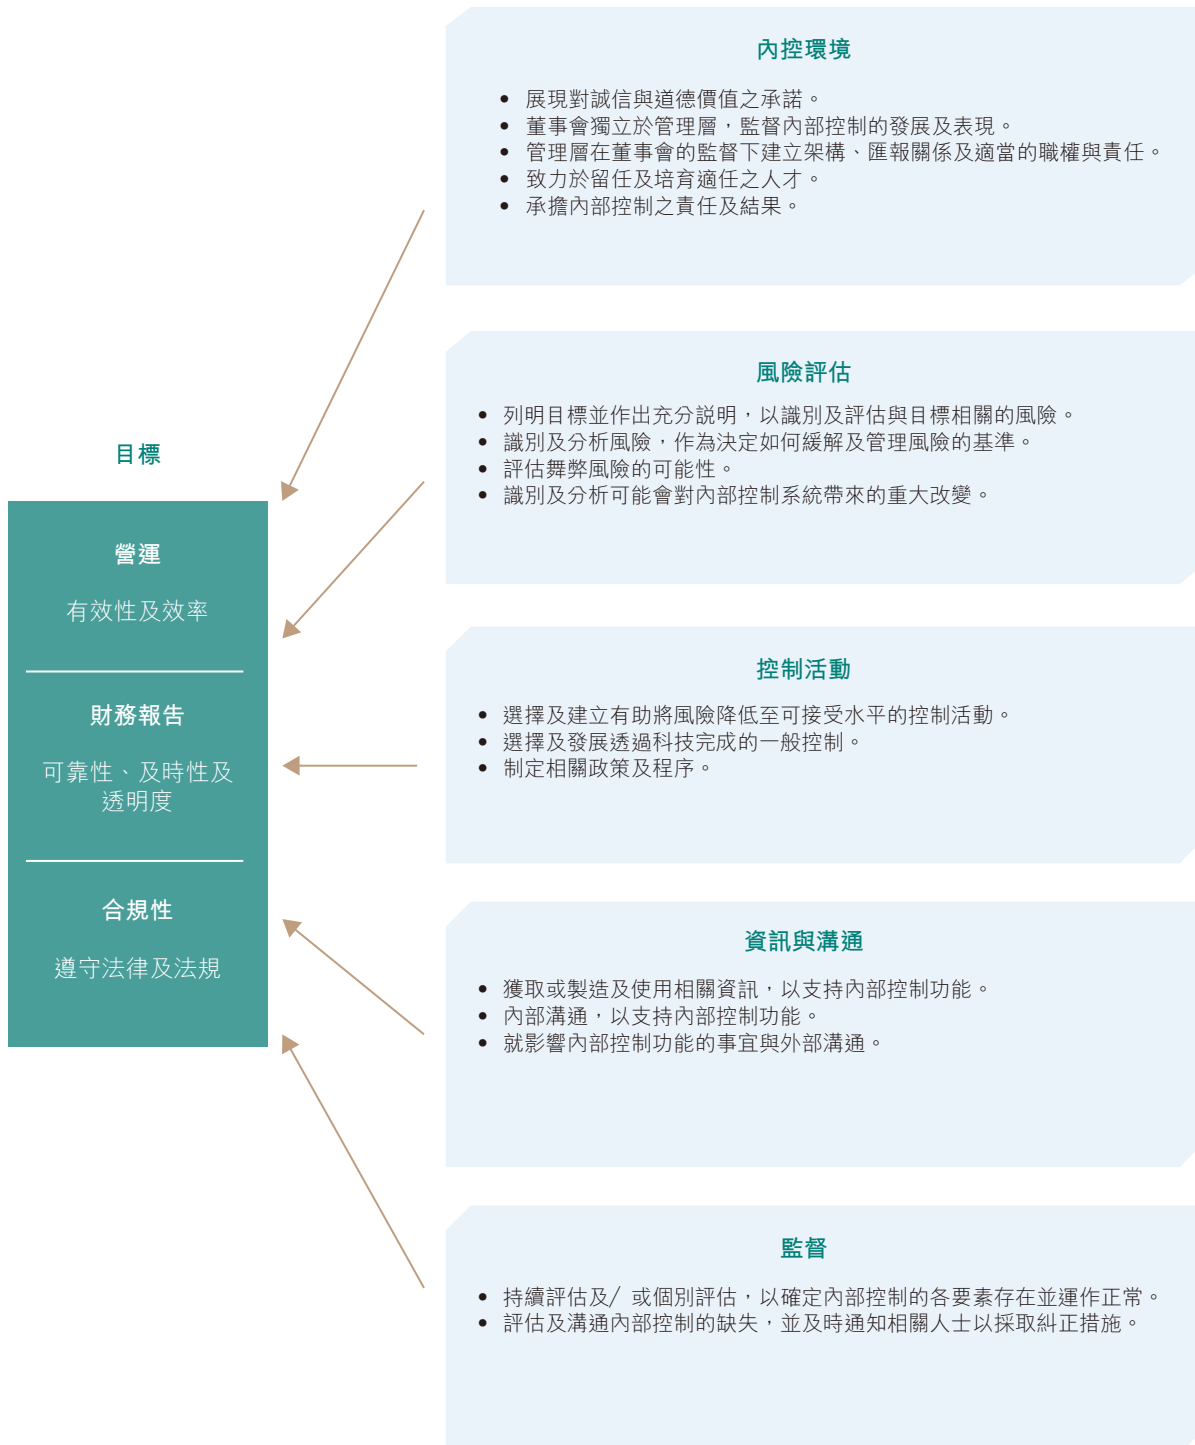 目標
營運
有效性及效率
財務報告
可靠性、及時性及
透明度
合規性
遵守法律及法規
內控環境
• 展現對誠信與道德價值之承諾。
• 董事會獨立於管理層，監督內部控制的發展及表現。
• 管理層在董事會的監督下建立架構、匯報關係及適當的職權與責任。
• 致力於留任及培育適任之人才。
• 承擔內部控制之責任及結果。
風險評估
• 列明目標並作出充分說明，以識別及評估與目標相關的風險。
• 識別及分析風險，作為決定如何緩解及管理風險的基準。
• 評估舞弊風險的可能性。
• 識別及分析可能會對內部控制系統帶來的重大改變。
控制活動
• 選擇及建立有助將風險降低至可接受水平的控制活動。
• 選擇及發展透過科技完成的一般控制。
• 制定相關政策及程序。
資訊與溝通
• 獲取或製造及使用相關資訊，以支持內部控制功能。
• 內部溝通，以支持內部控制功能。
• 就影響內部控制功能的事宜與外部溝通。
監督
• 持續評估及/ 或個別評估，以確定內部控制的各要素存在並運作正常。
• 評估及溝通內部控制的缺失，並及時通知相關人士以採取糾正措施。